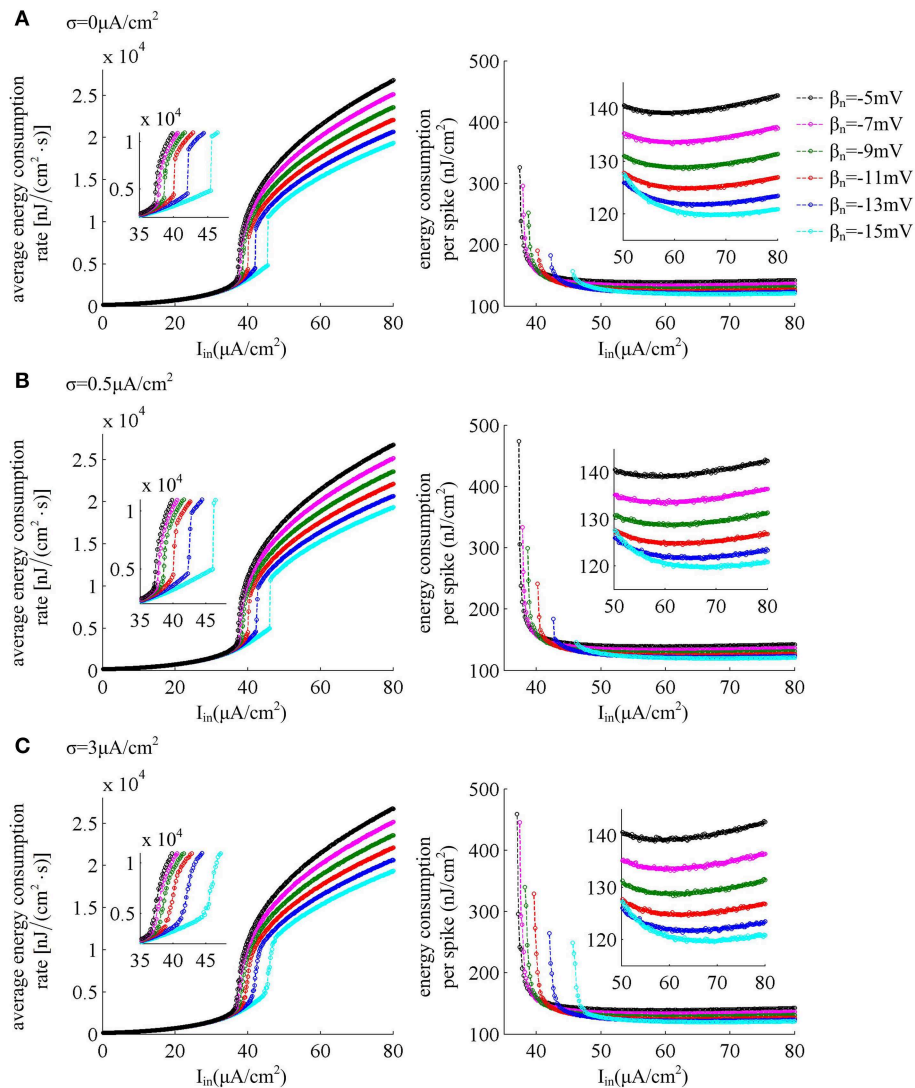 A
σ=0μA/cm²
x 10⁴
average energy consumption
rate [nJ/(cm² · s)]
2.5
2
1.5
1
0.5
0
0 20 40 60 80
I_in(μA/cm²)
x 10⁴
1
0.5
35 40 45
energy consumption
per spike (nJ/cm²)
500
400
300
200
100
40 50 60 70 80
I_in(μA/cm²)
140
130
120
50 60 70 80
β_n=-5mV
β_n=-7mV
β_n=-9mV
β_n=-11mV
β_n=-13mV
β_n=-15mV
B
σ=0.5μA/cm²
x 10⁴
average energy consumption
rate [nJ/(cm² · s)]
2.5
2
1.5
1
0.5
0
0 20 40 60 80
I_in(μA/cm²)
x 10⁴
1
0.5
35 40 45
energy consumption
per spike (nJ/cm²)
500
400
300
200
100
40 50 60 70 80
I_in(μA/cm²)
140
130
120
50 60 70 80
C
σ=3μA/cm²
x 10⁴
average energy consumption
rate [nJ/(cm² · s)]
2.5
2
1.5
1
0.5
0
0 20 40 60 80
I_in(μA/cm²)
x 10⁴
1
0.5
35 40 45
energy consumption
per spike (nJ/cm²)
500
400
300
200
100
40 50 60 70 80
I_in(μA/cm²)
140
130
120
50 60 70 80